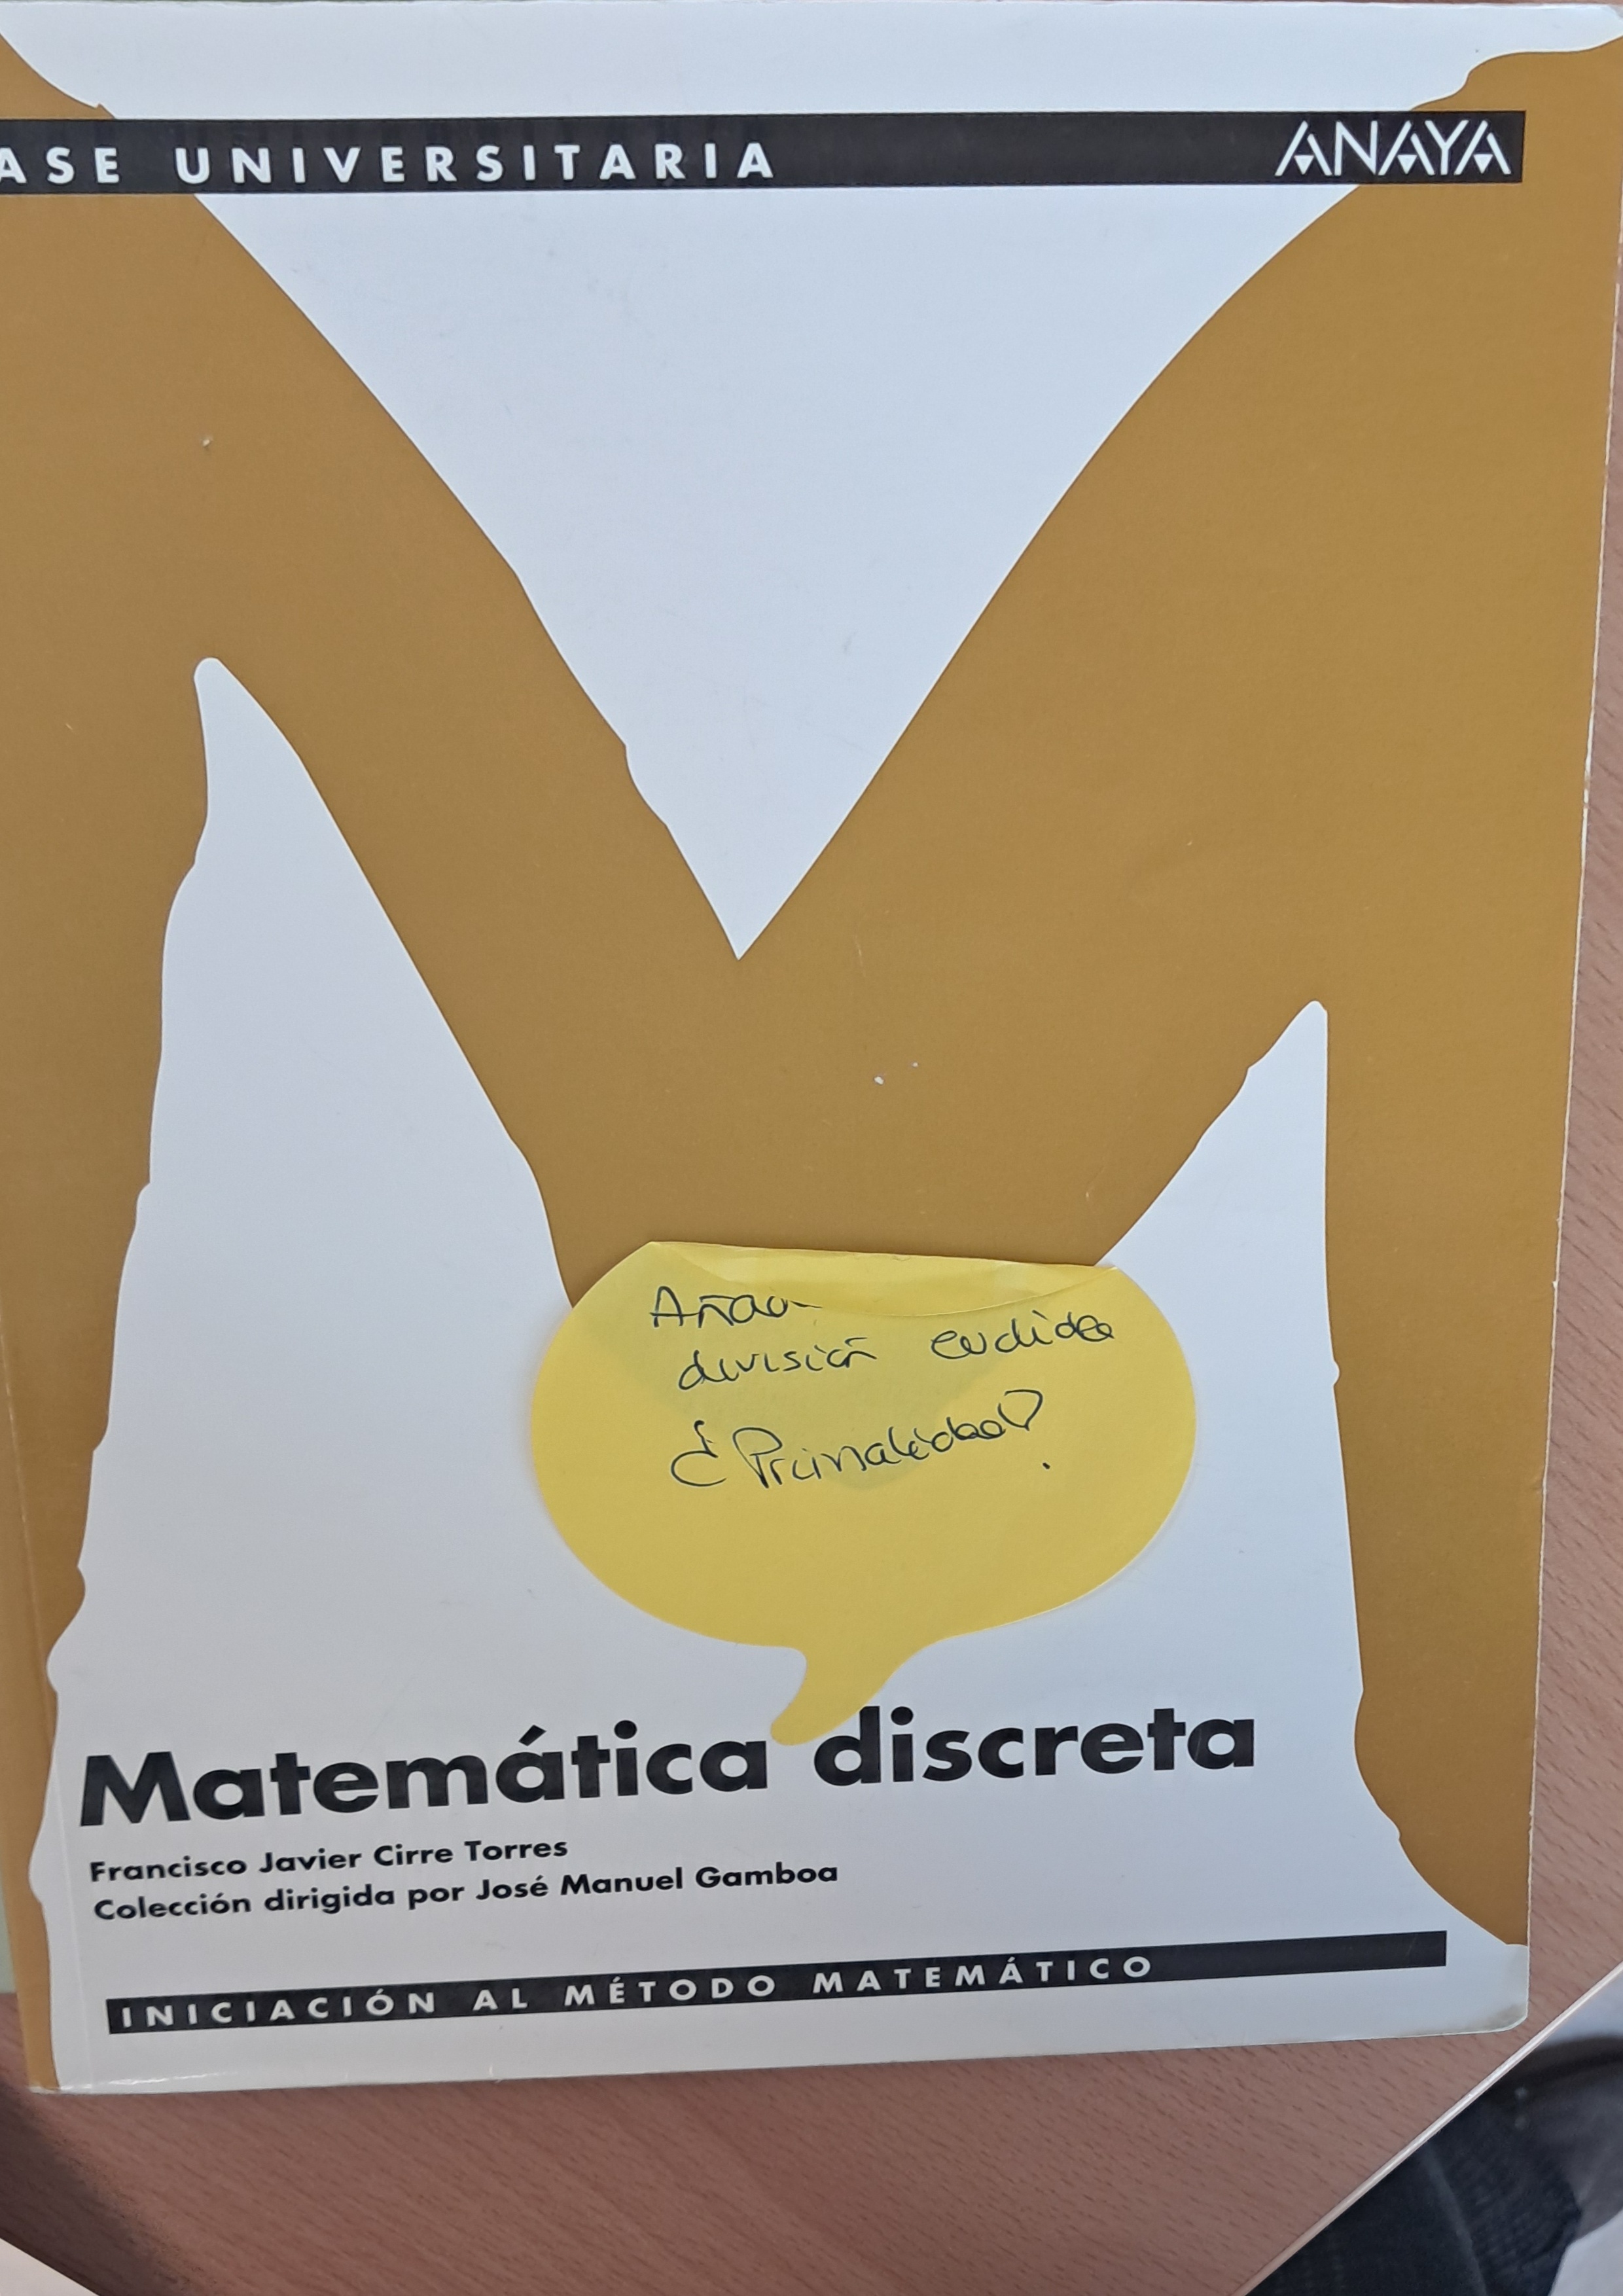 ASE UNIVERSITARIA
ANAYA
división euclídea
¿Primalidad?
Matemática discreta
Francisco Javier Cirre Torres
Colección dirigida por José Manuel Gamboa
INICIACIÓN AL MÉTODO MATEMÁTICO